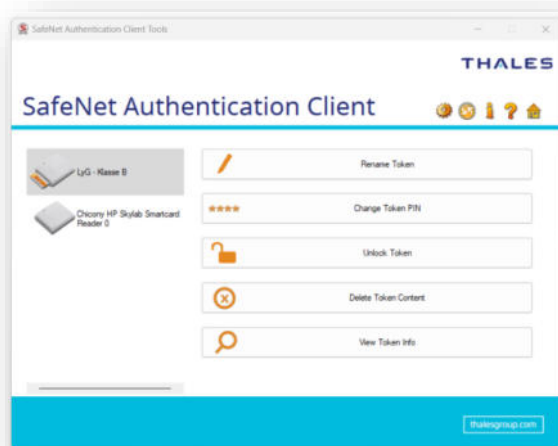 SafeNet Authentication Client Tools
THALES
SafeNet Authentication Client
LyG - Klasse B
Chicony HP Skylab Smartcard
Reader 0
Rename Token
Change Token PIN
Unlock Token
Delete Token Content
View Token Info
thalesgroup.com